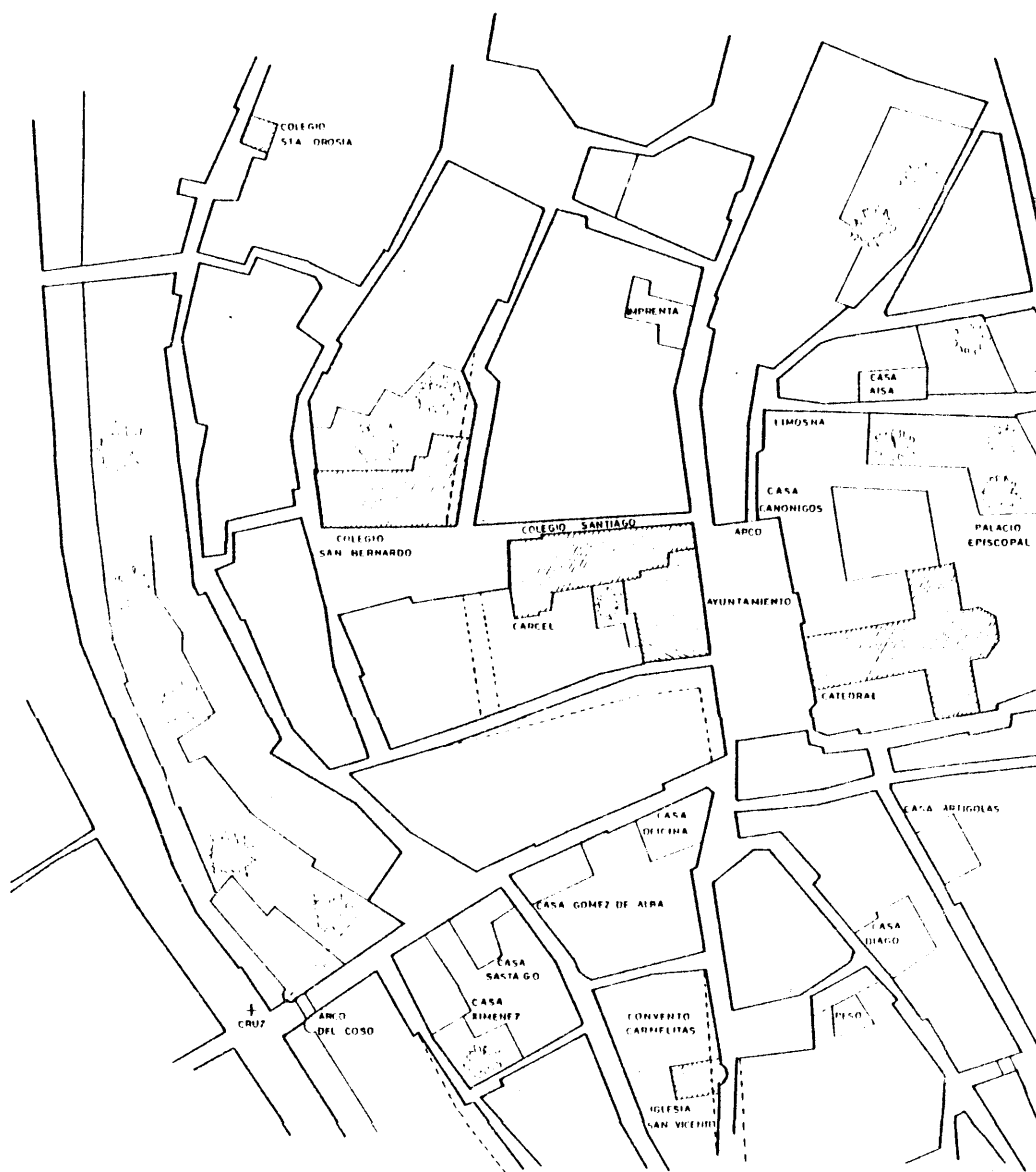 COLEGIO
STA OROSIA
IMPRENTA
CASA
AISA
LIMOSNA
CASA
CANONIGOS
ARCO
PALACIO
EPISCOPAL
COLEGIO SANTIAGO
COLEGIO
SAN BERNARDO
AYUNTAMIENTO
CARCEL
CATEDRAL
CASA ARTIGOLAS
CASA
OFICINA
CASA GOMEZ DE ALBA
CASA
DIAGO
CASA
SASTAGO
CASA
XIMENEZ
CONVENTO
CARMELITAS
PESO
CRUZ
ARCO
DEL COSO
IGLESIA
SAN VICENTE